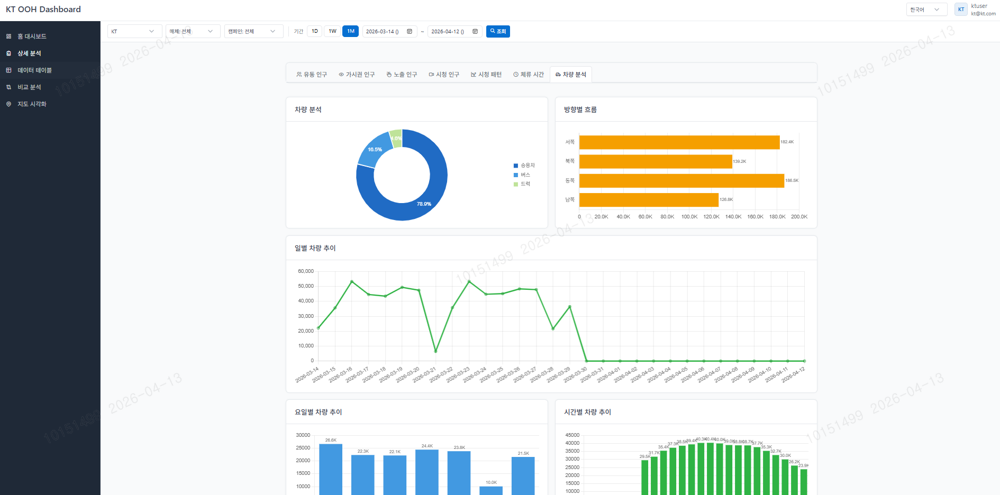 KT OOH Dashboard
한국어
KT
ktuser
kt@kt.com
홈 대시보드
상세 분석
데이터 테이블
비교 분석
지도 시각화
KT
매체: 전체
캠페인: 전체
기간
1D
1W
1M
2026-03-14 ()
~
2026-04-12 ()
조회
유동 인구
가시권 인구
노출 인구
시청 인구
시청 패턴
체류 시간
차량 분석
차량 분석
4.6%
16.5%
78.9%
승용차
버스
트럭
방향별 흐름
서쪽
182.4K
북쪽
139.2K
동쪽
186.5K
남쪽
126.8K
0 20.0K 40.0K 60.0K 80.0K 100.0K 120.0K 140.0K 160.0K 180.0K 200.0K
일별 차량 추이
60,000
50,000
40,000
30,000
20,000
10,000
0
2026-03-14 2026-03-15 2026-03-16 2026-03-17 2026-03-18 2026-03-19 2026-03-20 2026-03-21 2026-03-22 2026-03-23 2026-03-24 2026-03-25 2026-03-26 2026-03-27 2026-03-28 2026-03-29 2026-03-30 2026-03-31 2026-04-01 2026-04-02 2026-04-03 2026-04-04 2026-04-05 2026-04-06 2026-04-07 2026-04-08 2026-04-09 2026-04-10 2026-04-11 2026-04-12
요일별 차량 추이
30000
25000
20000
15000
10000
26.6K 22.3K 22.1K 24.4K 23.8K 10.0K 21.5K
시간별 차량 추이
45000
40000
35000
30000
25000
20000
15000
10000
29.5K 31.7K 35.4K 37.3K 38.5K 39.4K 40.3K 40.4K 40.0K 39.0K 38.8K 38.7K 37.7K 35.3K 32.7K 30.0K 26.2K 23.9K
10151499 2026-04-13
10151499 2026-04-13
10151499 2026-04-13
10151499 2026-04-13
10151499 2026-04-13